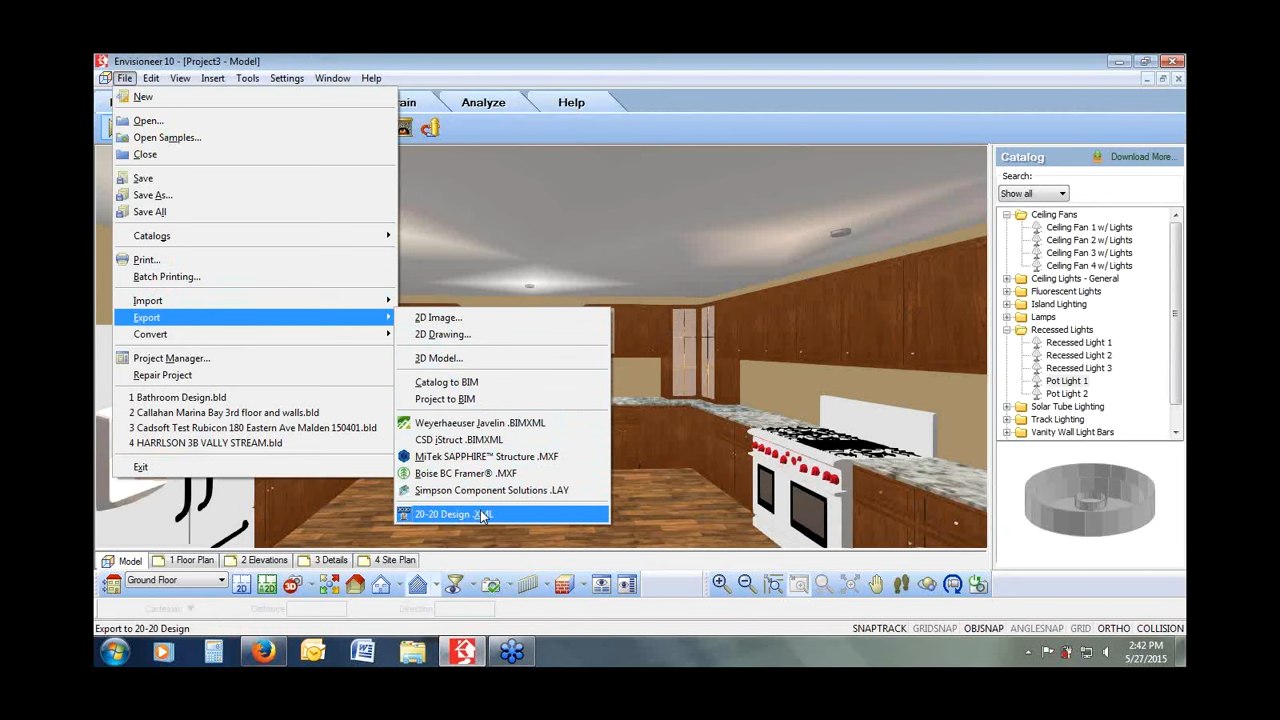 Envisioneer 10 - [Project3 - Model]
File Edit View Insert Tools Settings Window Help
Analyze Help
New
Open...
Open Samples...
Close
Save
Save As...
Save All
Catalogs
Print...
Batch Printing...
Import
Export
Convert
Project Manager...
Repair Project
1 Bathroom Design.bld
2 Callahan Marina Bay 3rd floor and walls.bld
3 Cadsoft Test Rubicon 180 Eastern Ave Malden 150401.bld
4 HARRLSON 3B VALLY STREAM.bld
Exit
2D Image...
2D Drawing...
3D Model...
Catalog to BIM
Project to BIM
Weyerhaeuser Javelin .BIMXML
CSD iStruct .BIMXML
MiTek SAPPHIRE™ Structure .MXF
Boise BC Framer® .MXF
Simpson Component Solutions .LAY
20-20 Design .XML
Catalog Download More...
Search:
Show all
Ceiling Fans
Ceiling Fan 1 w/ Lights
Ceiling Fan 2 w/ Lights
Ceiling Fan 3 w/ Lights
Ceiling Fan 4 w/ Lights
Ceiling Lights - General
Fluorescent Lights
Island Lighting
Lamps
Recessed Lights
Recessed Light 1
Recessed Light 2
Recessed Light 3
Pot Light 1
Pot Light 2
Solar Tube Lighting
Track Lighting
Vanity Wall Light Bars
Model 1 Floor Plan 2 Elevations 3 Details 4 Site Plan
Ground Floor 2D 2D 3D
Cartesian Distance Direction
Export to 20-20 Design SNAPTRACK GRIDSNAP OBJSNAP ANGLESNAP GRID ORTHO COLLISION
2:42 PM
5/27/2015